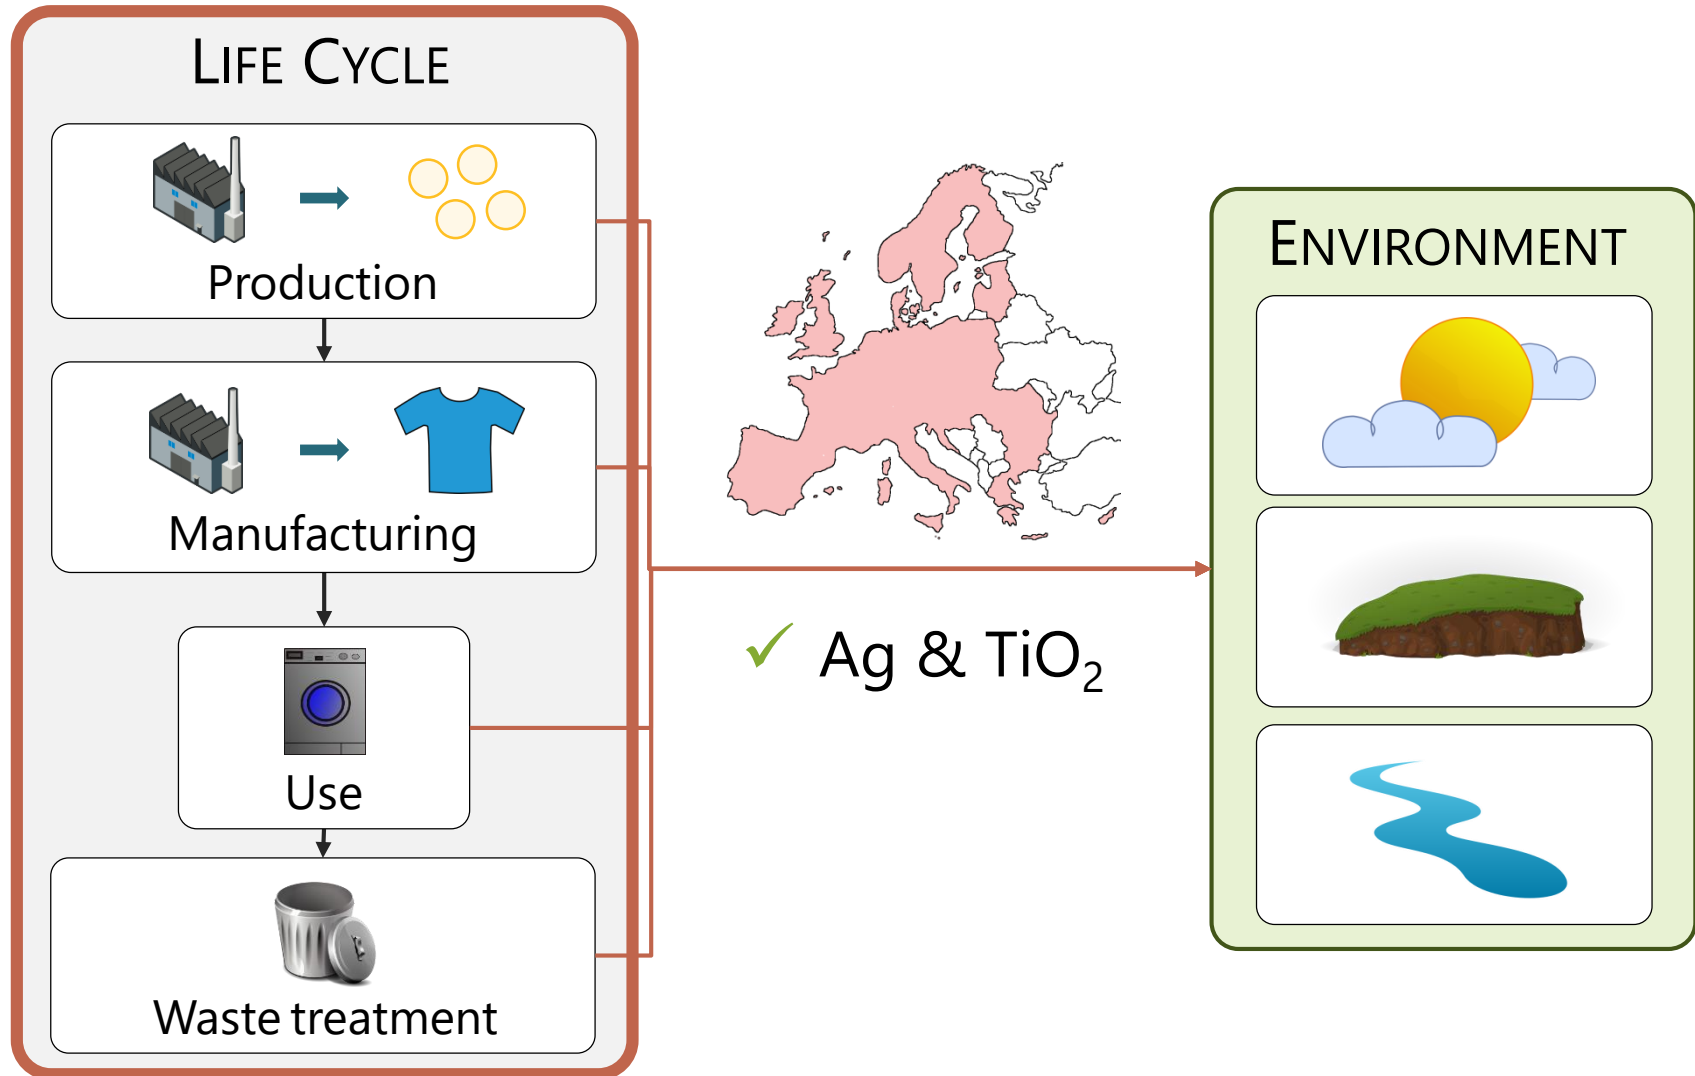 LIFE CYCLE
Production
Manufacturing
Use
Waste treatment
✓ Ag & TiO₂
ENVIRONMENT